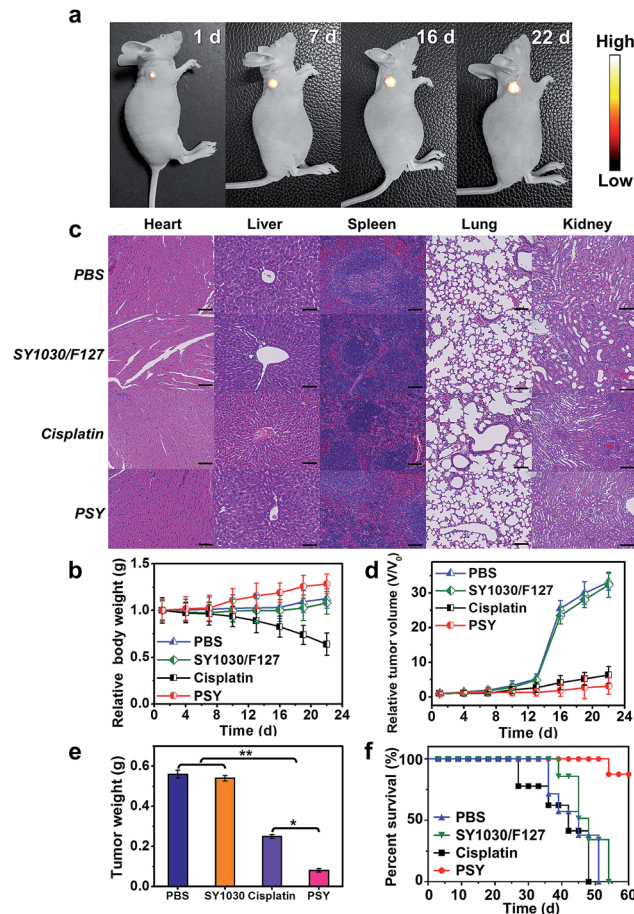 a
1 d 7 d 16 d 22 d
High
Low
c
Heart Liver Spleen Lung Kidney
PBS
SY1030/F127
Cisplatin
PSY
b
Relative body weight (g)
1.5
1.0
0.5
0.0
PBS
SY1030/F127
Cisplatin
PSY
0 4 8 12 16 20 24
Time (d)
d
Relative tumor volume (V/V0)
40
30
20
10
0
PBS
SY1030/F127
Cisplatin
PSY
0 4 8 12 16 20 24
Time (d)
e
Tumor weight (g)
0.6
0.4
0.2
0.0
**
*
PBS SY1030 Cisplatin PSY
f
Percent survival (%)
100
50
0
PBS
SY1030/F127
Cisplatin
PSY
0 10 20 30 40 50 60
Time (d)